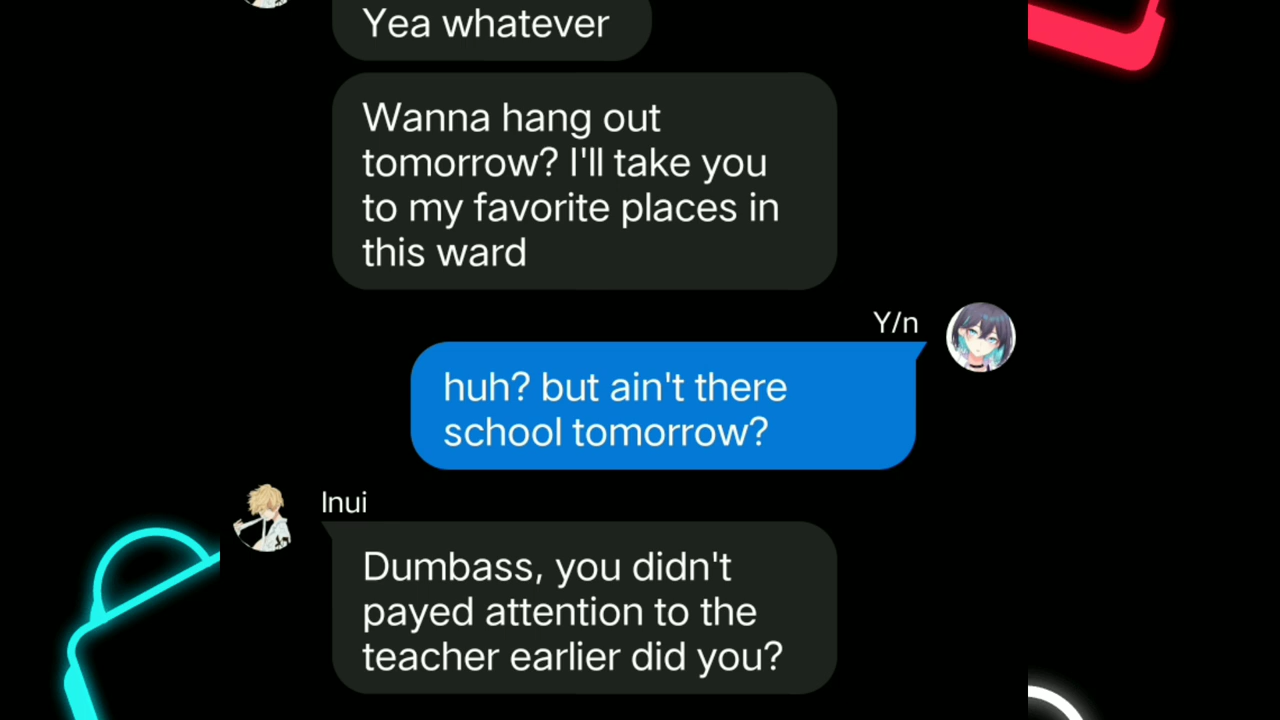 Yea whatever
Wanna hang out
tomorrow? I'll take you
to my favorite places in
this ward
Y/n
huh? but ain't there
school tomorrow?
Inui
Dumbass, you didn't
payed attention to the
teacher earlier did you?